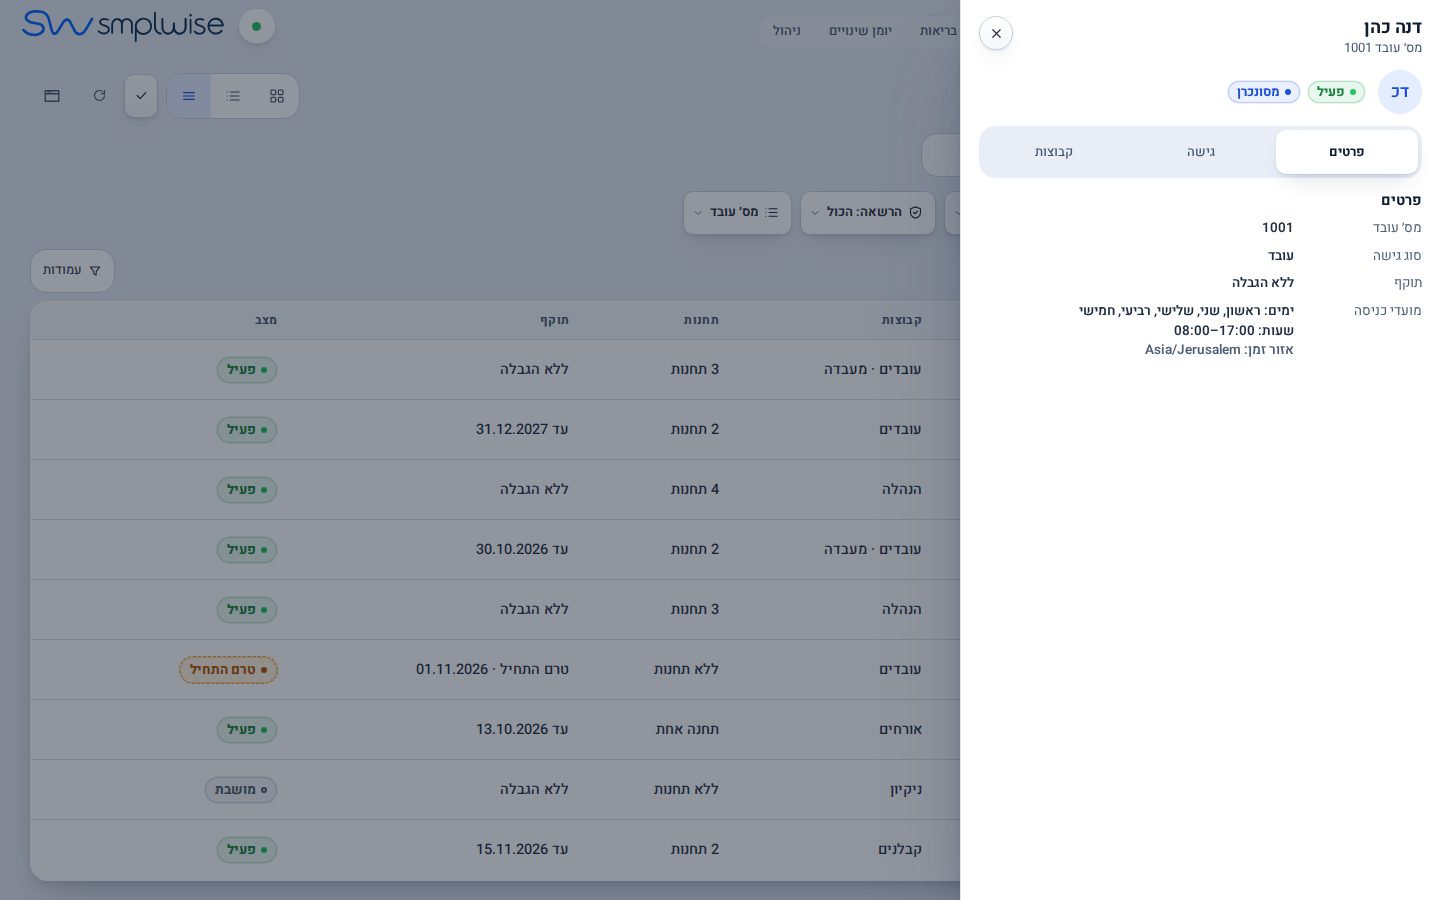 דנה כהן
מס׳ עובד 1001
דכ
פעיל
מסונכרן
פרטים
גישה
קבוצות
פרטים
מס׳ עובד 1001
סוג גישה עובד
תוקף ללא הגבלה
מועדי כניסה ימים: ראשון, שני, שלישי, רביעי, חמישי
שעות: 08:00–17:00
אזור זמן: Asia/Jerusalem
smplwise
בריאות יומן שינויים ניהול
הרשאה: הכול
מס׳ עובד
עמודות
קבוצות תחנות תוקף מצב
עובדים · מעבדה 3 תחנות ללא הגבלה פעיל
עובדים 2 תחנות עד 31.12.2027 פעיל
הנהלה 4 תחנות ללא הגבלה פעיל
עובדים · מעבדה 2 תחנות עד 30.10.2026 פעיל
הנהלה 3 תחנות ללא הגבלה פעיל
עובדים ללא תחנות טרם התחיל · 01.11.2026 טרם התחיל
אורחים תחנה אחת עד 13.10.2026 פעיל
ניקיון ללא תחנות ללא הגבלה מושבת
קבלנים 2 תחנות עד 15.11.2026 פעיל